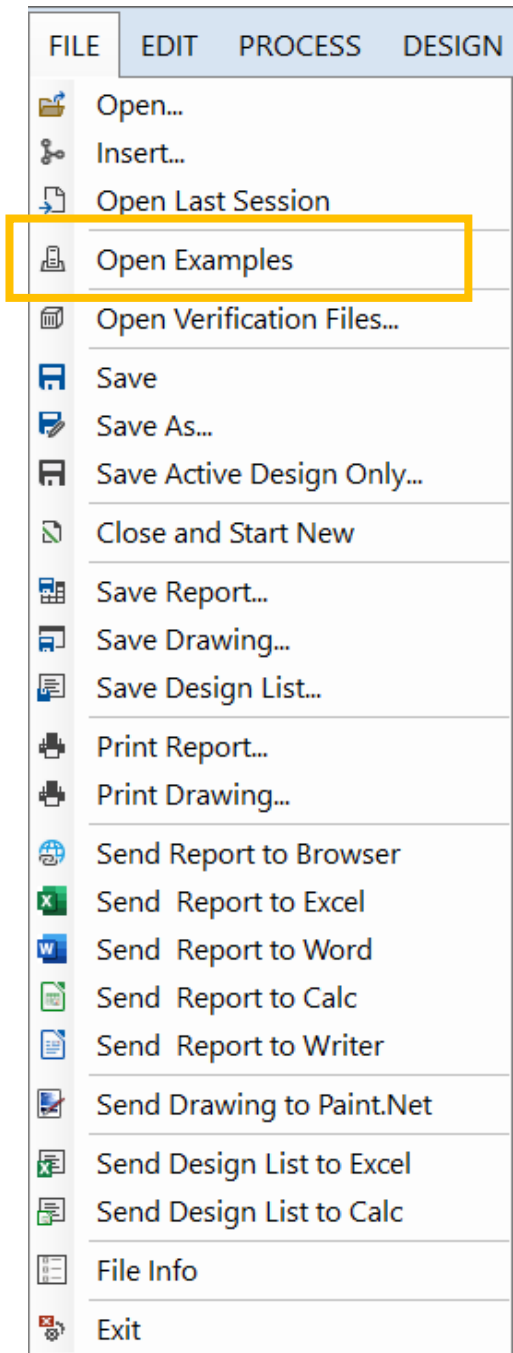 FILE EDIT PROCESS DESIGN
Open...
Insert...
Open Last Session
Open Examples
Open Verification Files...
Save
Save As...
Save Active Design Only...
Close and Start New
Save Report...
Save Drawing...
Save Design List...
Print Report...
Print Drawing...
Send Report to Browser
Send  Report to Excel
Send  Report to Word
Send  Report to Calc
Send  Report to Writer
Send Drawing to Paint.Net
Send Design List to Excel
Send Design List to Calc
File Info
Exit